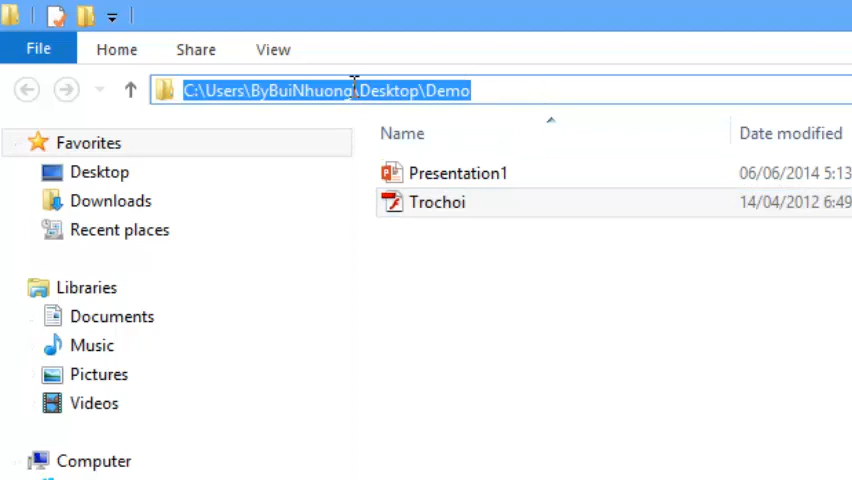 File Home Share View
C:\Users\ByBuiNhuong\Desktop\Demo
Favorites
Desktop
Downloads
Recent places
Libraries
Documents
Music
Pictures
Videos
Computer
Name Date modified
Presentation1 06/06/2014 5:13
Trochoi 14/04/2012 6:49